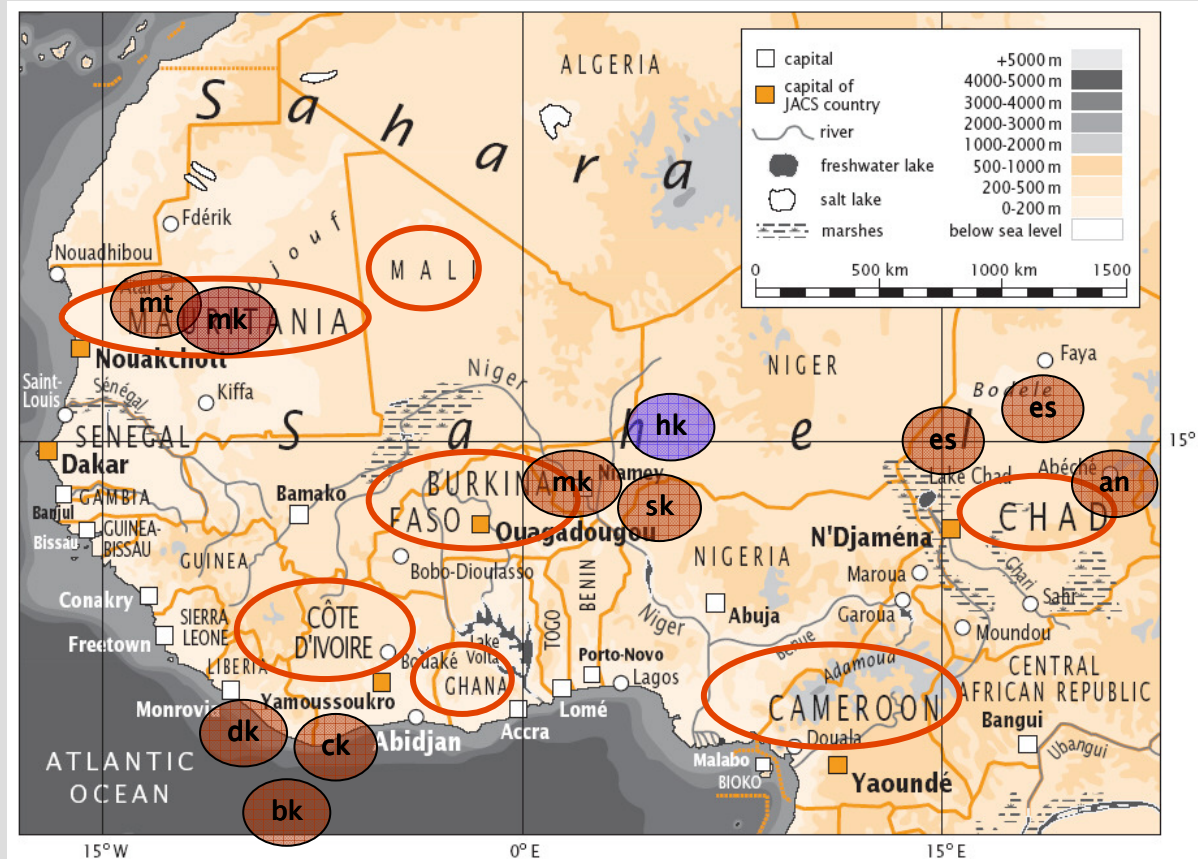 ALGERIA
Sahara
capital
capital of
JACS country
river
freshwater lake
salt lake
marshes
+5000 m
4000-5000 m
3000-4000 m
2000-3000 m
1000-2000 m
500-1000 m
200-500 m
0-200 m
below sea level
0
500 km
1000 km
1500
Fdérik
Nouadhibou
Atar
Djouf
MALI
mt
mk
MAURITANIA
Nouakchott
NIGER
Faya
Bodele
es
Saint-
Louis
Sénégal
Kiffa
Niger
Sahel
hk
es
15°
SENEGAL
Dakar
GAMBIA
Banjul
GUINEA-
BISSAU
Bissau
Bamako
BURKINA
FASO
Ouagadougou
mk
Niamey
sk
Lake Chad
Abéché
an
CHAD
N'Djaména
GUINEA
Bobo-Dioulasso
BENIN
NIGERIA
Maroua
Chari
Sahr
Conakry
SIERRA
LEONE
Freetown
CÔTE
D'IVOIRE
Bouaké
Lake
Volta
TOGO
Niger
Abuja
Garoua
Benue
Moundou
LIBERIA
Yamoussoukro
GHANA
Porto-Novo
Lagos
Adamoua
CENTRAL
AFRICAN REPUBLIC
Monrovia
Lomé
CAMEROON
Bangui
dk
ck
Abidjan
Accra
Douala
Ubangui
ATLANTIC
OCEAN
Malabo
BIOKO
Yaoundé
bk
15°W
0°E
15°E